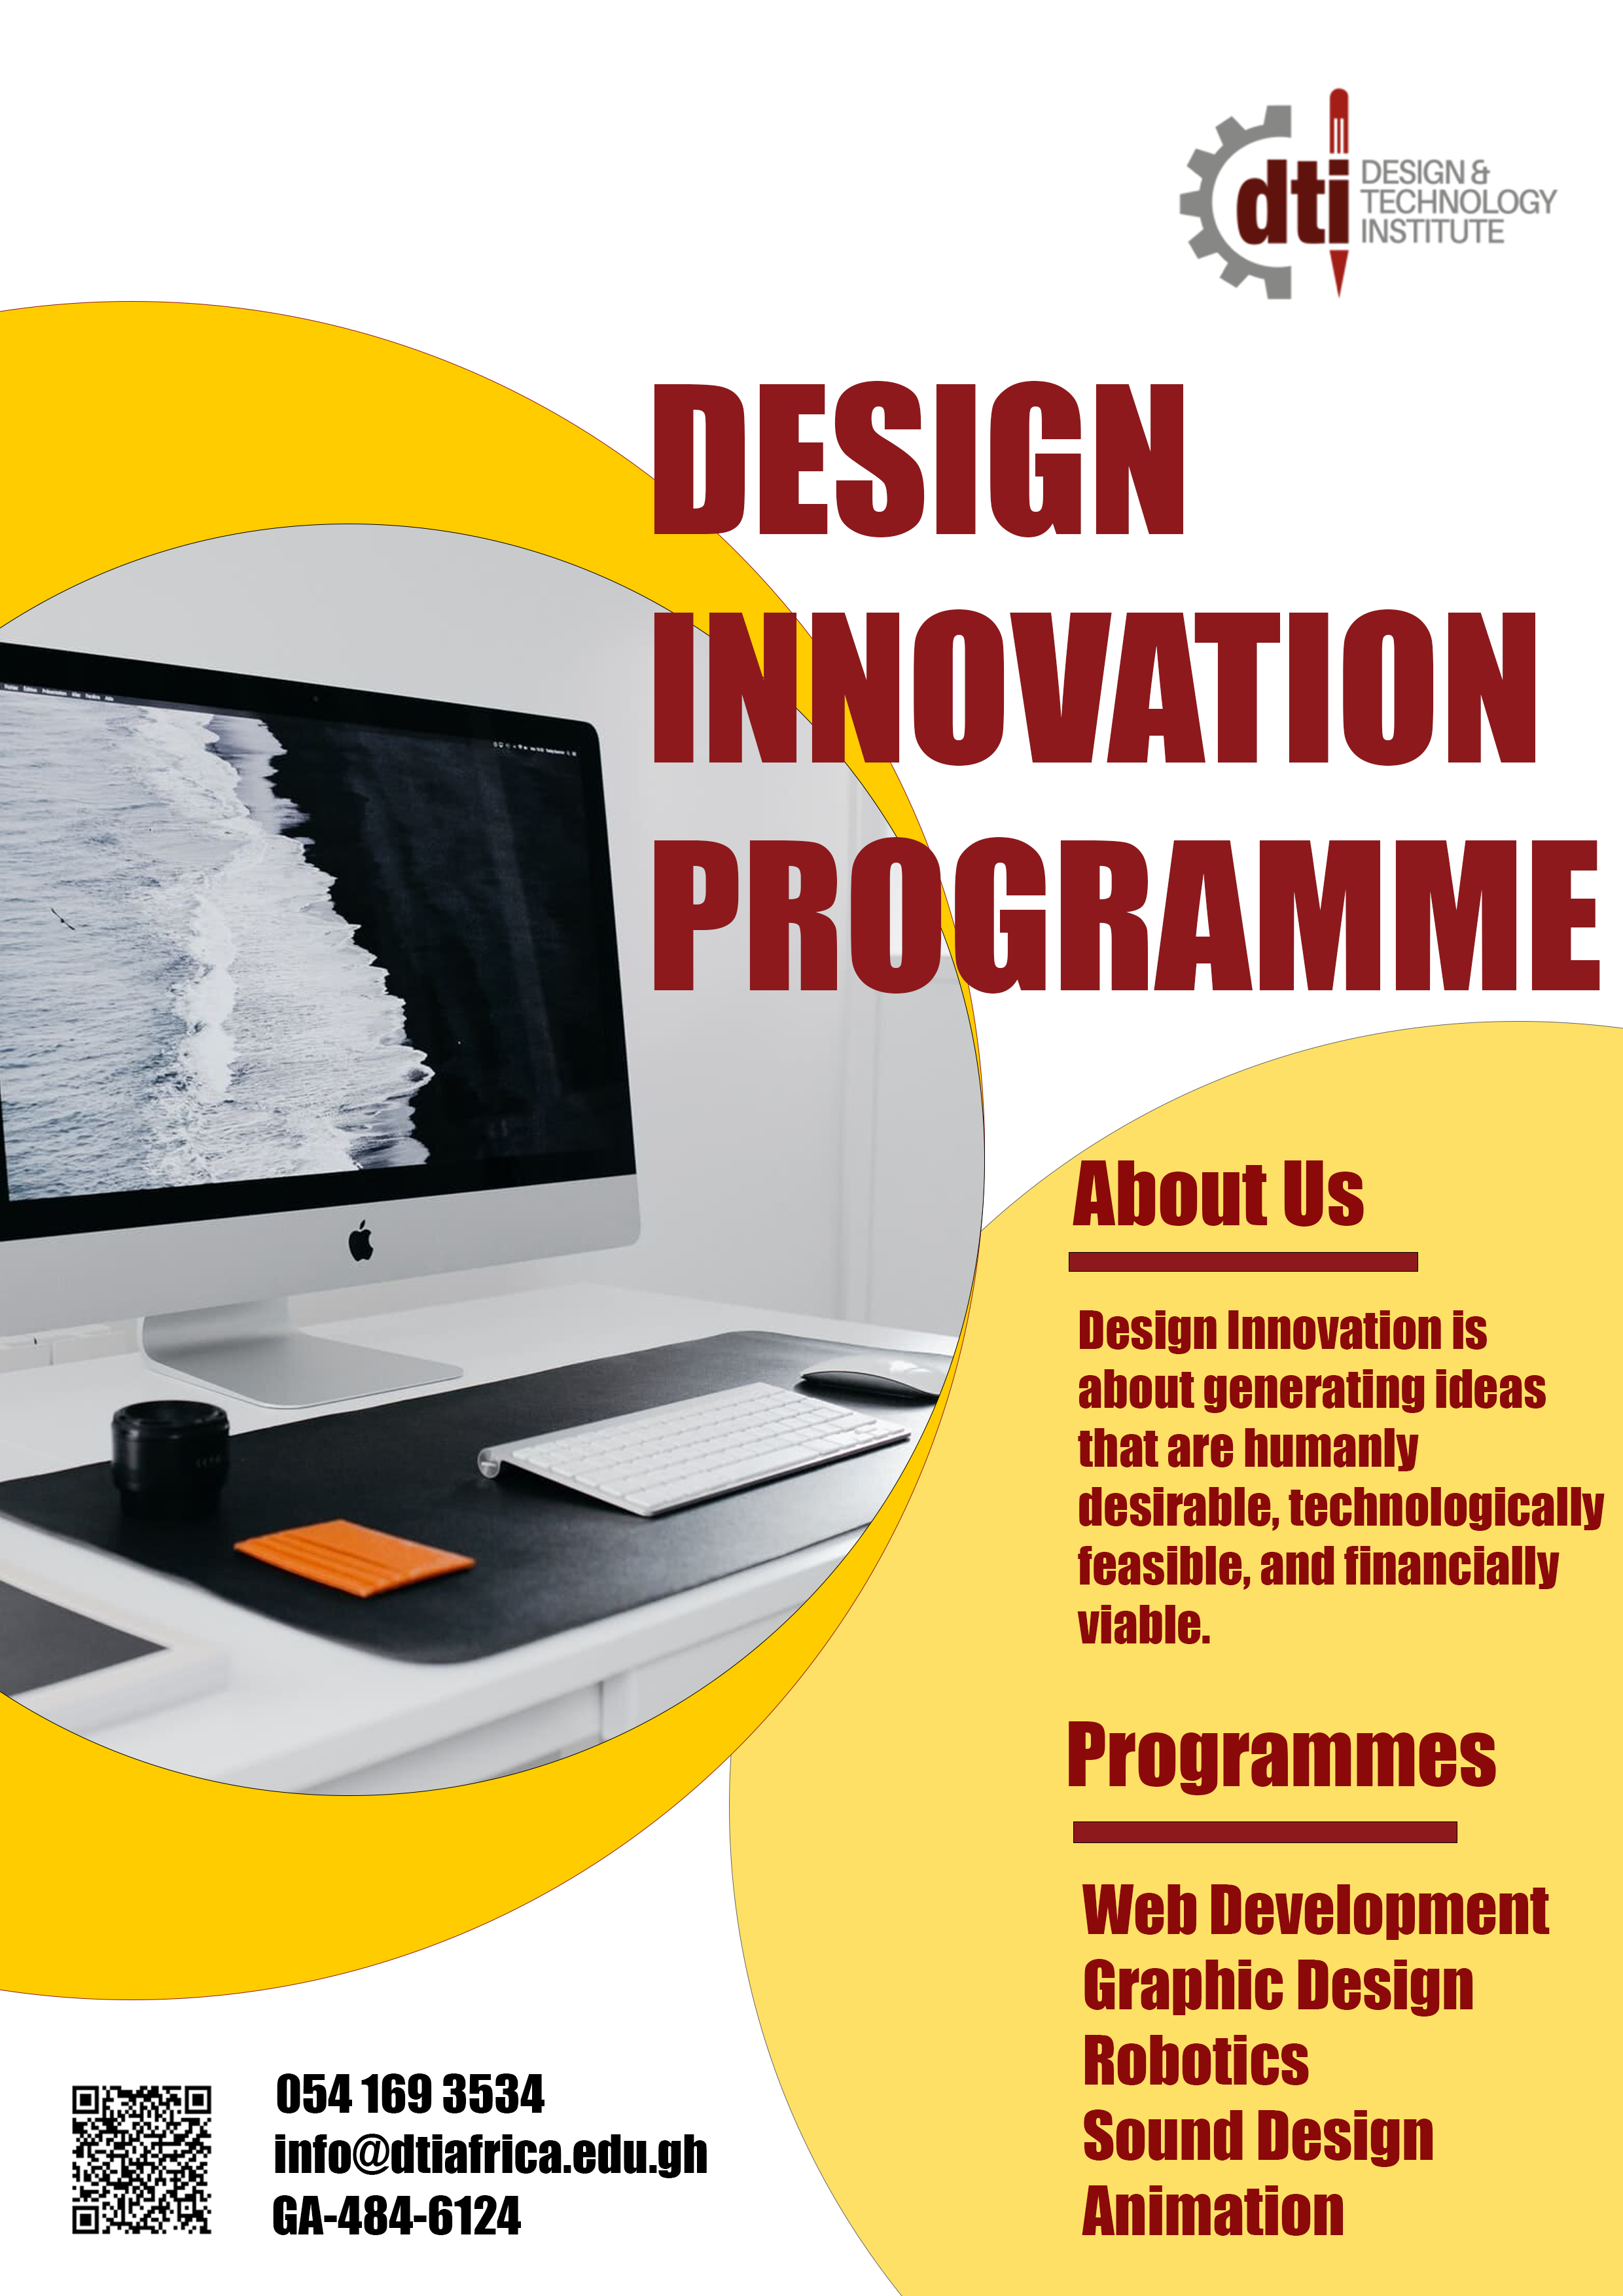 dti
DESIGN &
TECHNOLOGY
INSTITUTE
DESIGN
INNOVATION
PROGRAMME
About Us
Design Innovation is
about generating ideas
that are humanly
desirable, technologically
feasible, and financially
viable.
Programmes
Web Development
Graphic Design
Robotics
Sound Design
Animation
054 169 3534
info@dtiafrica.edu.gh
GA-484-6124